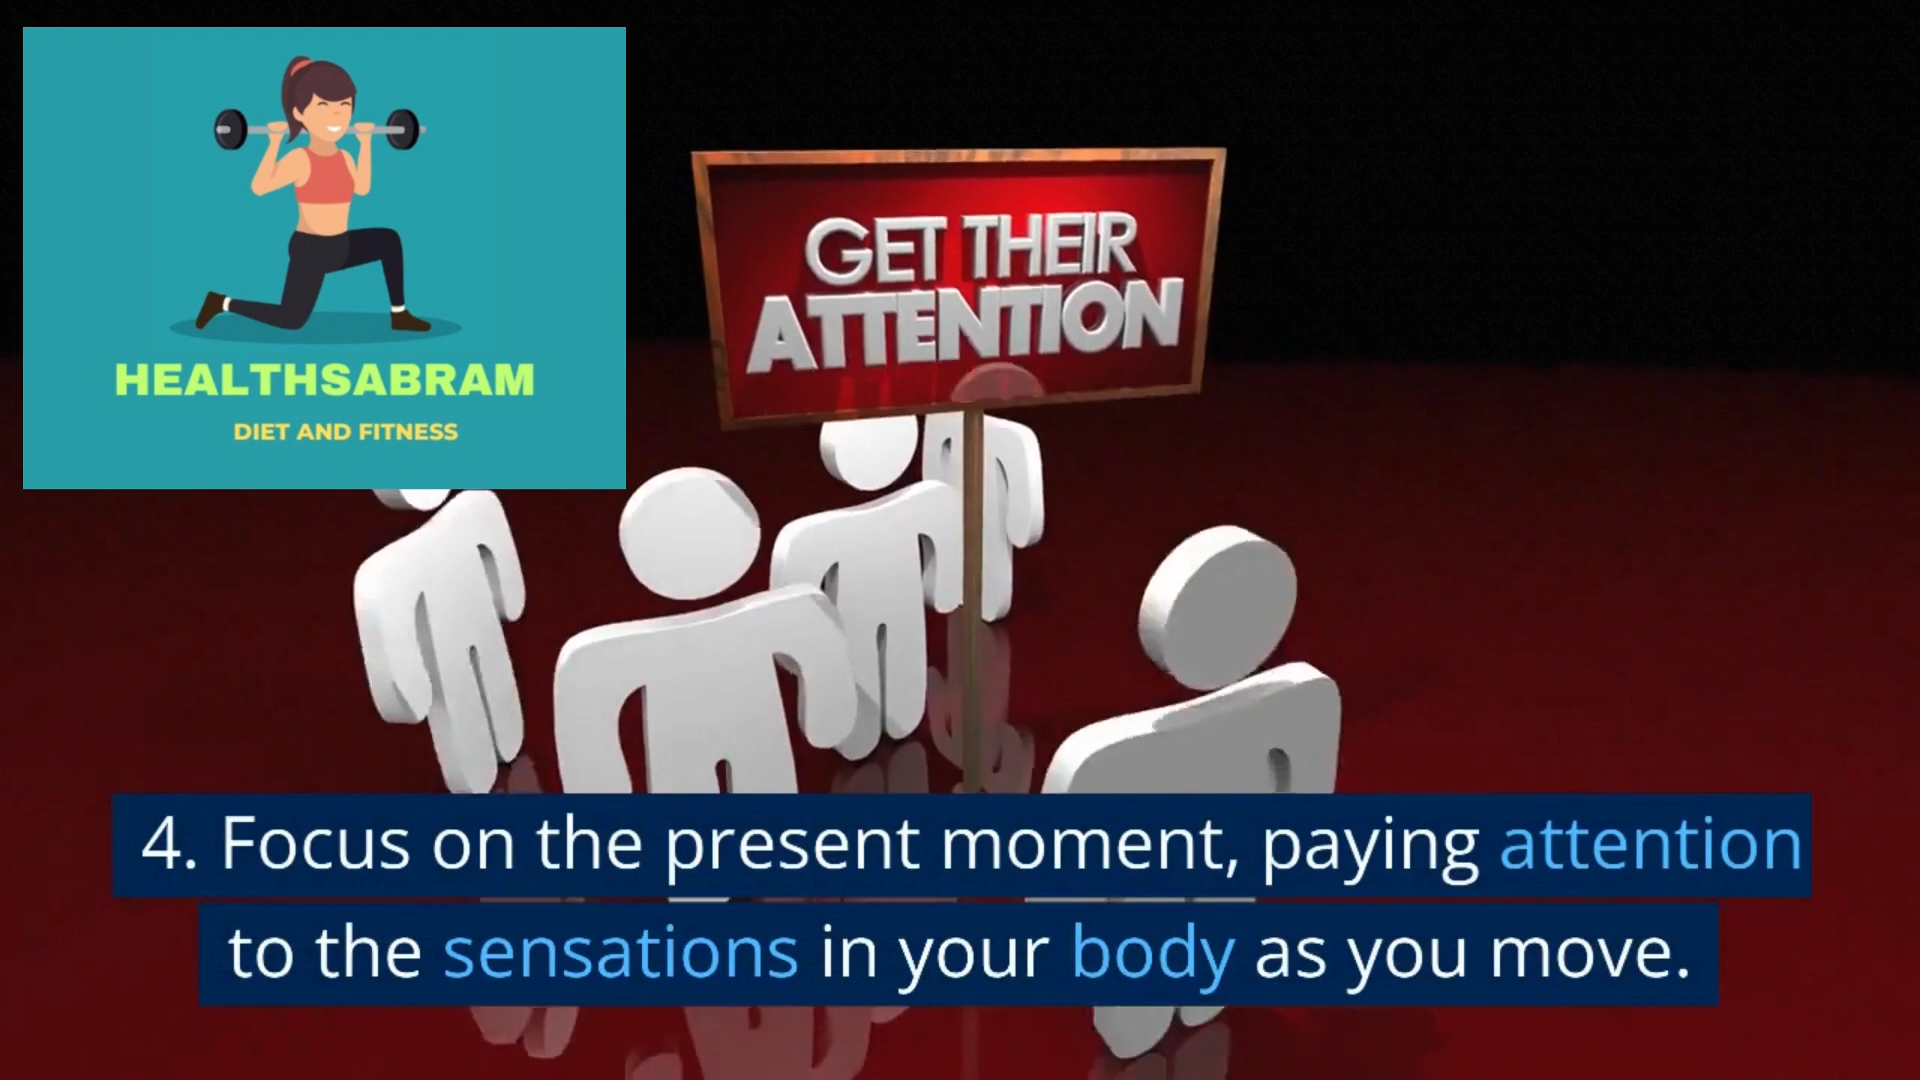 HEALTHSABRAM
DIET AND FITNESS
GET THEIR
ATTENTION
4. Focus on the present moment, paying attention
to the sensations in your body as you move.